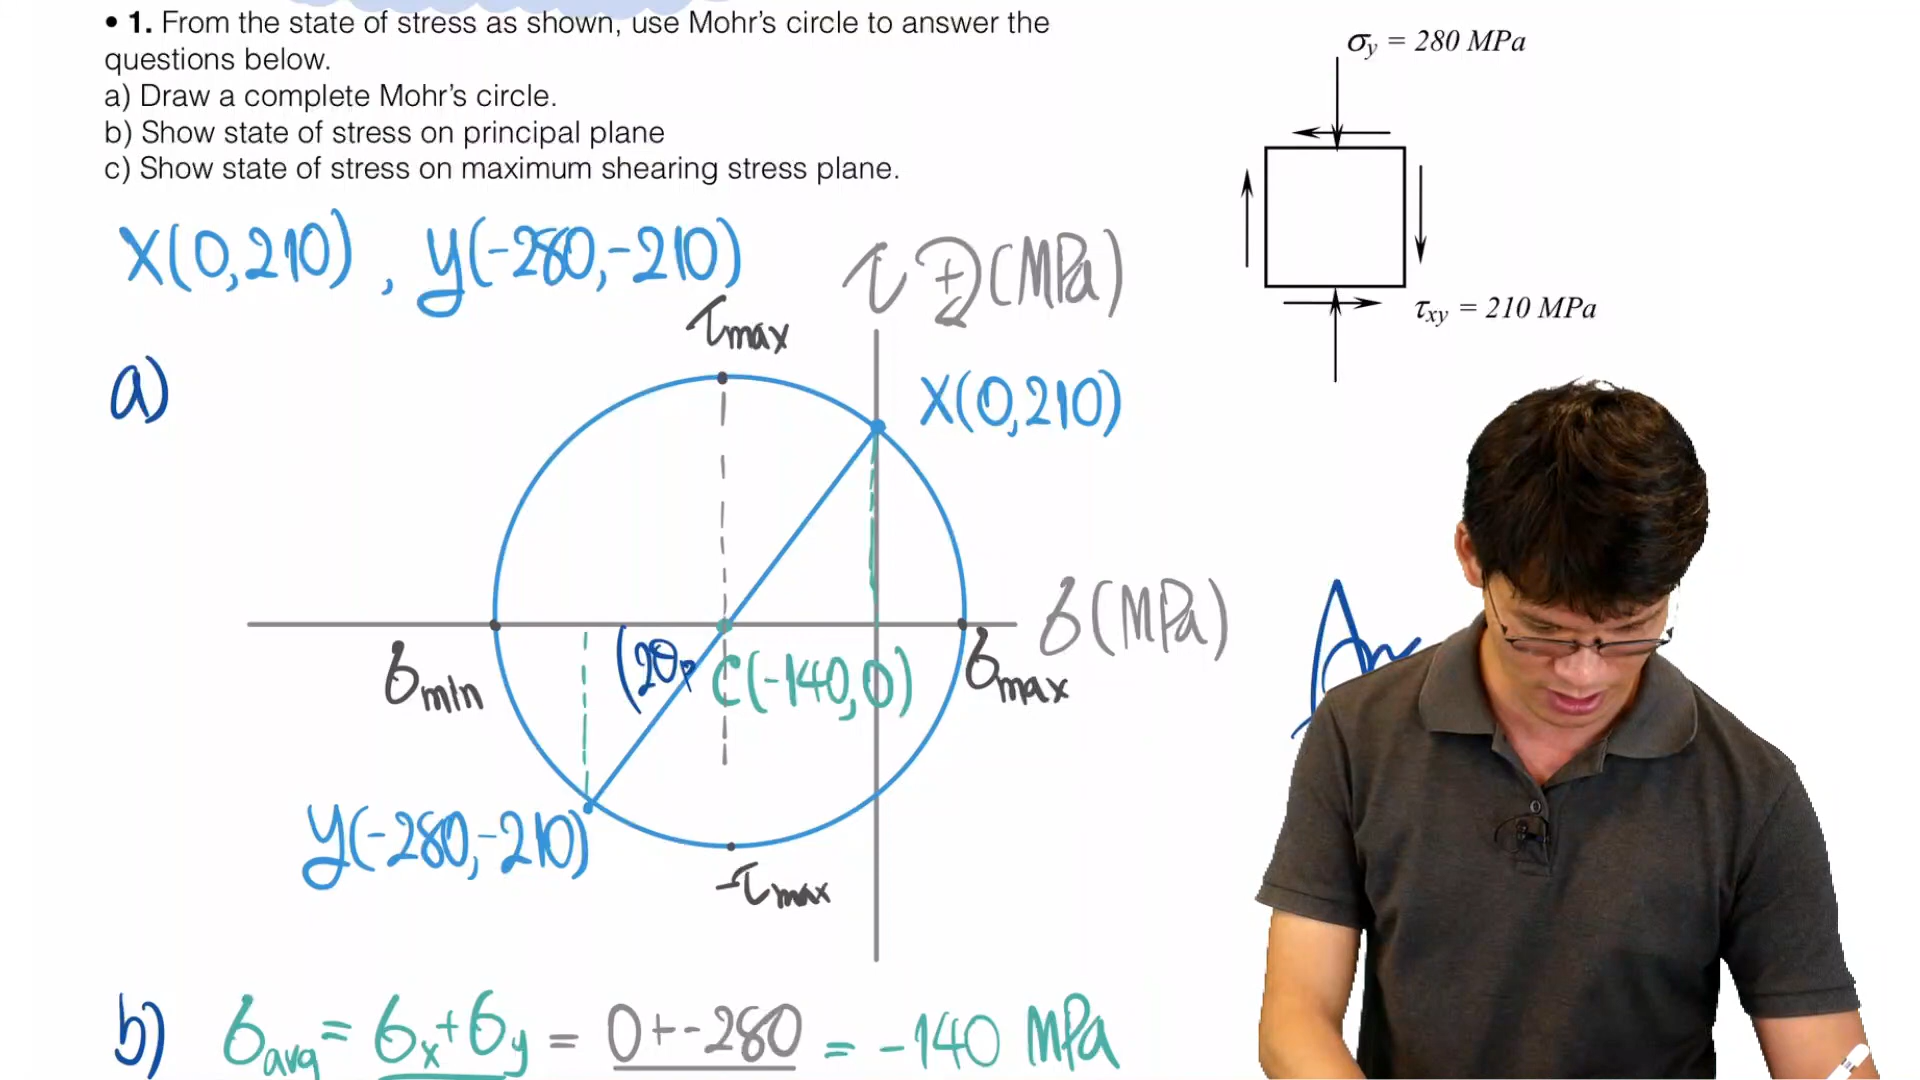 • 1. From the state of stress as shown, use Mohr's circle to answer the
questions below.
a) Draw a complete Mohr's circle.
b) Show state of stress on principal plane
c) Show state of stress on maximum shearing stress plane.
σy = 280 MPa
τxy = 210 MPa
X(0,210) , y(-280,-210)
τ + (MPa)
τmax
a)
X(0,210)
σ(MPa)
σmin
2θp
C(-140,0)
σmax
y(-280,-210)
-τmax
b) σavg = σx+σy = 0+-280 = -140 MPa